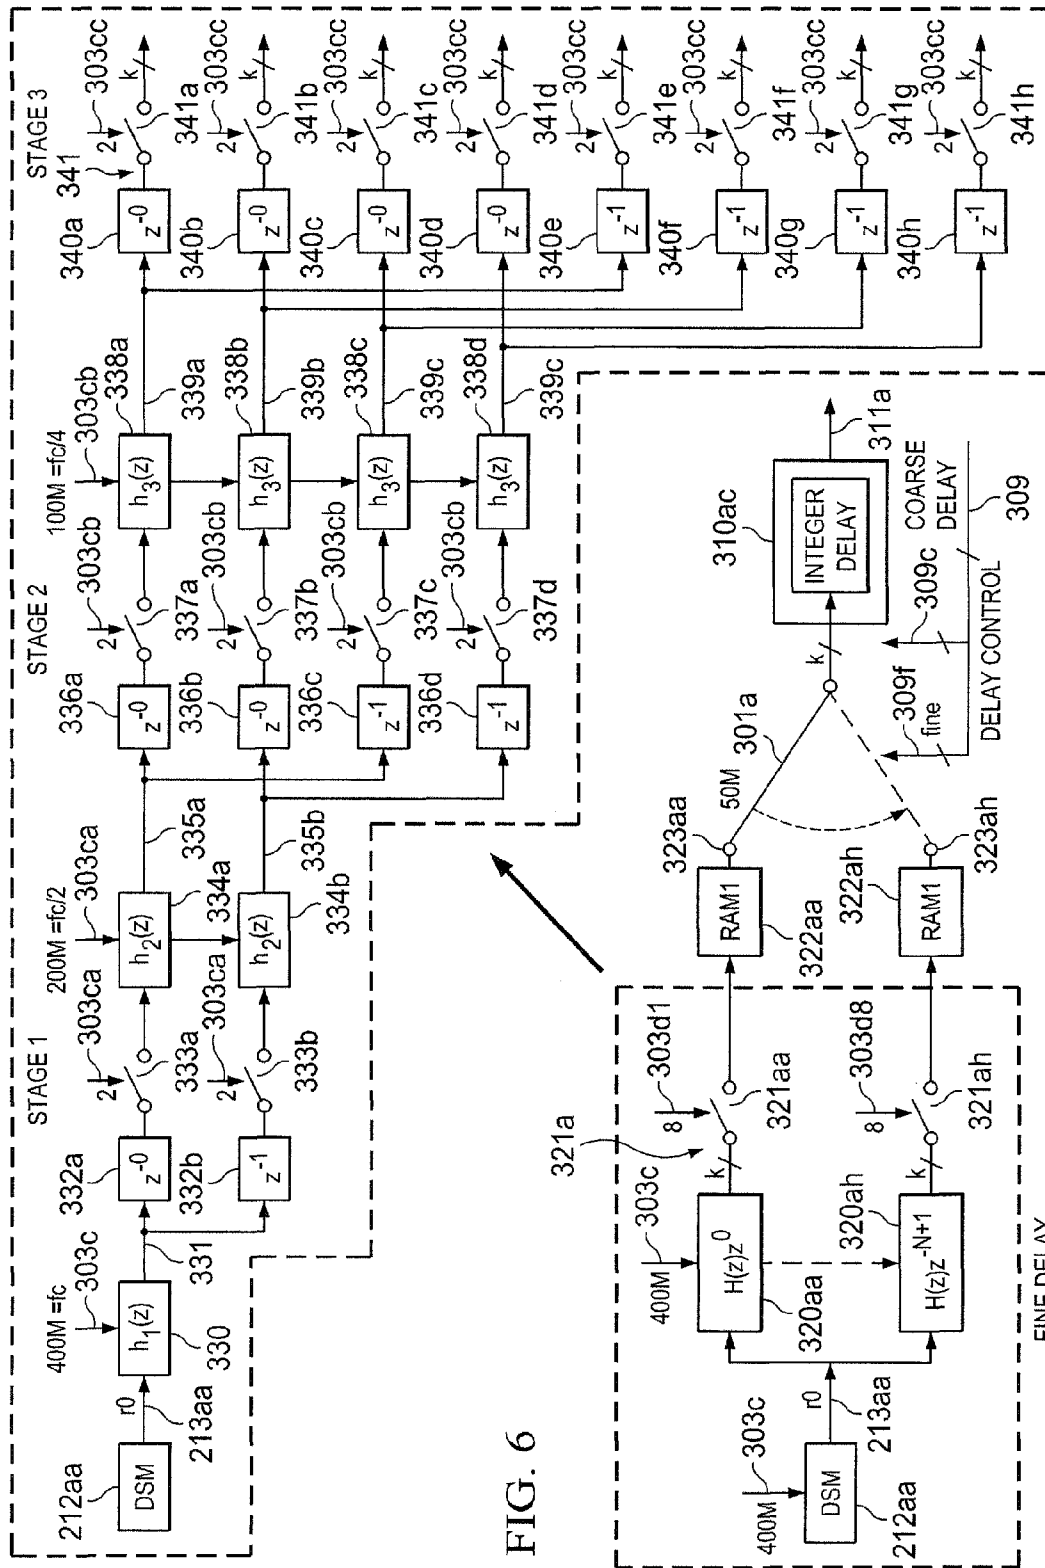 STAGE 1
STAGE 2
STAGE 3
400M =fc
303c
212aa
DSM
r0
213aa
h1(z)
330
331
332a
z-0
332b
z-1
2
303ca
333a
2
303ca
333b
200M =fc/2
303ca
h2(z)
334a
h2(z)
334b
335a
335b
336a
z-0
336b
z-0
336c
z-1
336d
z-1
2
303cb
337a
2
303cb
337b
2
303cb
337c
2
303cb
337d
100M =fc/4
303cb
338a
h3(z)
338b
h3(z)
338c
h3(z)
338d
h3(z)
339a
339b
339c
339c
340a
z-0
340b
z-0
340c
z-0
340d
z-0
340e
z-1
340f
z-1
340g
z-1
340h
z-1
341
2
303cc
k
341a
2
303cc
k
341b
2
303cc
k
341c
2
303cc
k
341d
2
303cc
k
341e
2
303cc
k
341f
2
303cc
k
341g
2
303cc
k
341h
FIG. 6
400M
303c
DSM
212aa
r0
213aa
400M
303c
H(z)z0
320aa
320ah
H(z)z-N+1
321a
k
8
303d1
321aa
k
8
303d8
321ah
RAM1
322aa
323aa
322ah
RAM1
323ah
50M
301a
k
310ac
INTEGER
DELAY
311a
309f
fine
309c
COARSE
DELAY
309
DELAY CONTROL
FINE DELAY